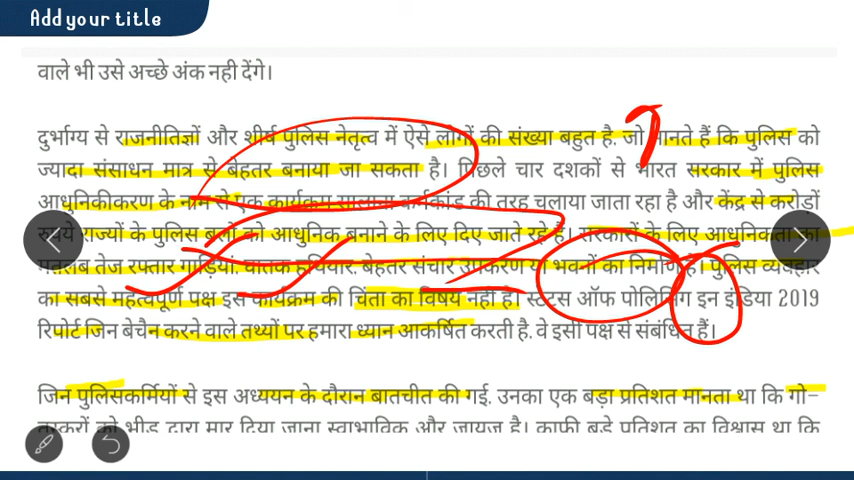 Add your title
वाले भी उसे अच्छे अंक नही देंगे।
दुर्भाग्य से राजनीतिज्ञों और शीर्ष पुलिस नेतृत्व में ऐसे लोगों की संख्या बहुत है, जो मानते हैं कि पुलिस को
ज्यादा संसाधन मात्र से बेहतर बनाया जा सकता है। पिछले चार दशकों से भारत सरकार में पुलिस
आधुनिकीकरण के नाम से एक कार्यक्रम सालाना कर्मकांड की तरह चलाया जाता रहा है और केंद्र से करोड़ों
रुपये राज्यों के पुलिस बलों को आधुनिक बनाने के लिए दिए जाते रहे हैं। सरकारों के लिए आधुनिकता का
मतलब तेज रफ्तार गाड़ियां, घातक हथियार, बेहतर संचार उपकरण या भवनों का निर्माण है। पुलिस व्यवहार
का सबसे महत्वपूर्ण पक्ष इस कार्यक्रम की चिंता का विषय नही है। स्टेटस ऑफ पोलिसिंग इन इंडिया 2019
रिपोर्ट जिन बेचैन करने वाले तथ्यों पर हमारा ध्यान आकर्षित करती है, वे इसी पक्ष से संबंधित हैं।
जिन पुलिसकर्मियों से इस अध्ययन के दौरान बातचीत की गई, उनका एक बड़ा प्रतिशत मानता था कि गो-
तस्करों को भीड़ द्वारा मार दिया जाना स्वाभाविक और जायज है। काफी बड़े प्रतिशत का विश्वास था कि